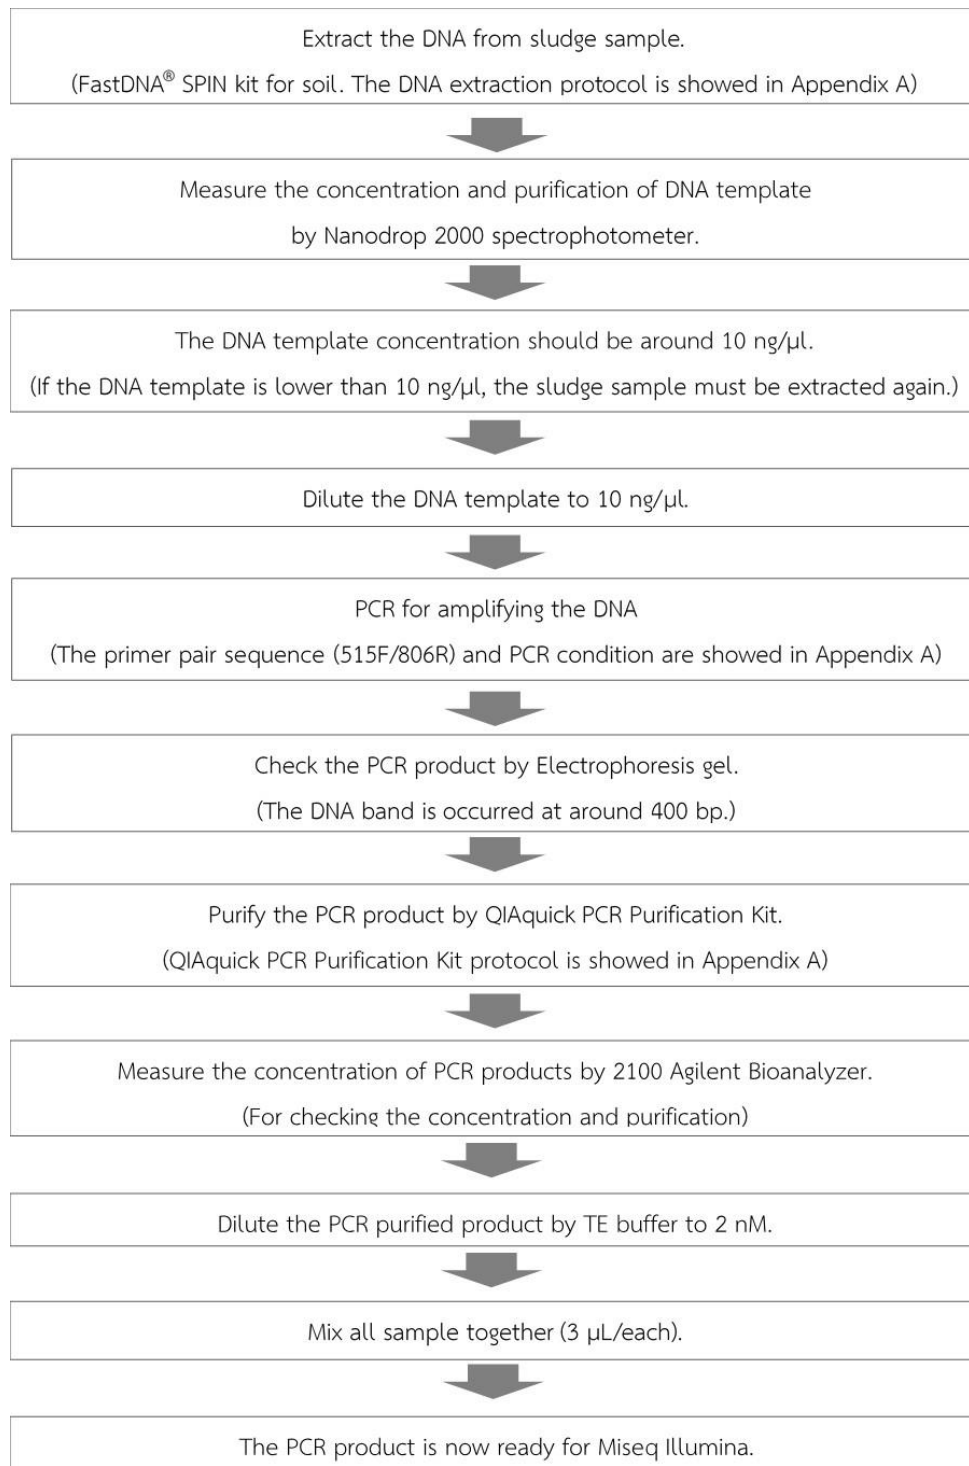 Extract the DNA from sludge sample.
(FastDNA® SPIN kit for soil. The DNA extraction protocol is showed in Appendix A)
Measure the concentration and purification of DNA template
by Nanodrop 2000 spectrophotometer.
The DNA template concentration should be around 10 ng/µl.
(If the DNA template is lower than 10 ng/µl, the sludge sample must be extracted again.)
Dilute the DNA template to 10 ng/µl.
PCR for amplifying the DNA
(The primer pair sequence (515F/806R) and PCR condition are showed in Appendix A)
Check the PCR product by Electrophoresis gel.
(The DNA band is occurred at around 400 bp.)
Purify the PCR product by QIAquick PCR Purification Kit.
(QIAquick PCR Purification Kit protocol is showed in Appendix A)
Measure the concentration of PCR products by 2100 Agilent Bioanalyzer.
(For checking the concentration and purification)
Dilute the PCR purified product by TE buffer to 2 nM.
Mix all sample together (3 µL/each).
The PCR product is now ready for Miseq Illumina.